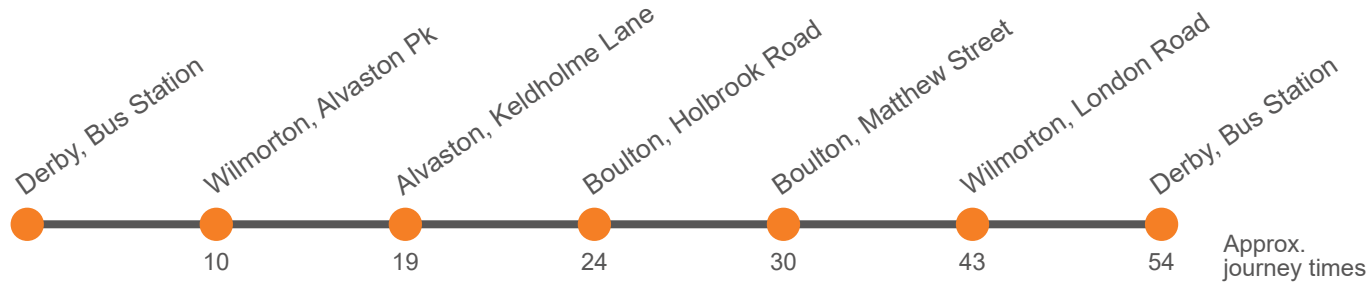 Derby, Bus Station
Wilmorton, Alvaston Pk
Alvaston, Keldholme Lane
Boulton, Holbrook Road
Boulton, Matthew Street
Wilmorton, London Road
Derby, Bus Station
10
19
24
30
43
54
Approx.
journey times